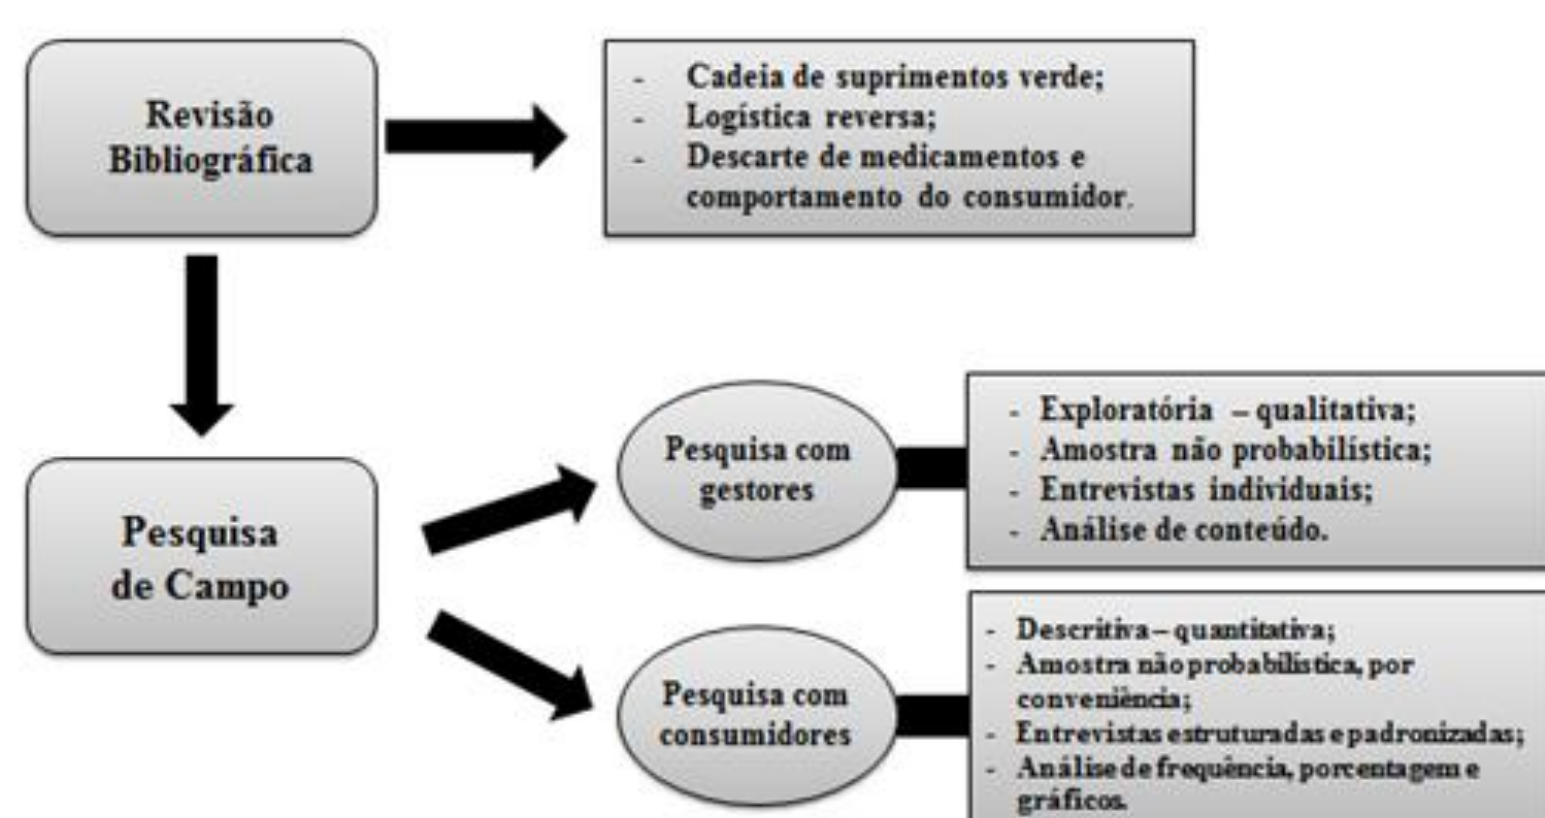 Revisão
Bibliográfica
- Cadeia de suprimentos verde;
- Logística reversa;
- Descarte de medicamentos e
comportamento do consumidor.
Pesquisa
de Campo
Pesquisa com
gestores
- Exploratória – qualitativa;
- Amostra não probabilística;
- Entrevistas individuais;
- Análise de conteúdo.
Pesquisa com
consumidores
- Descritiva – quantitativa;
- Amostra não probabilística, por
conveniência;
- Entrevistas estruturadas e padronizadas;
- Análise de frequência, porcentagem e
gráficos.